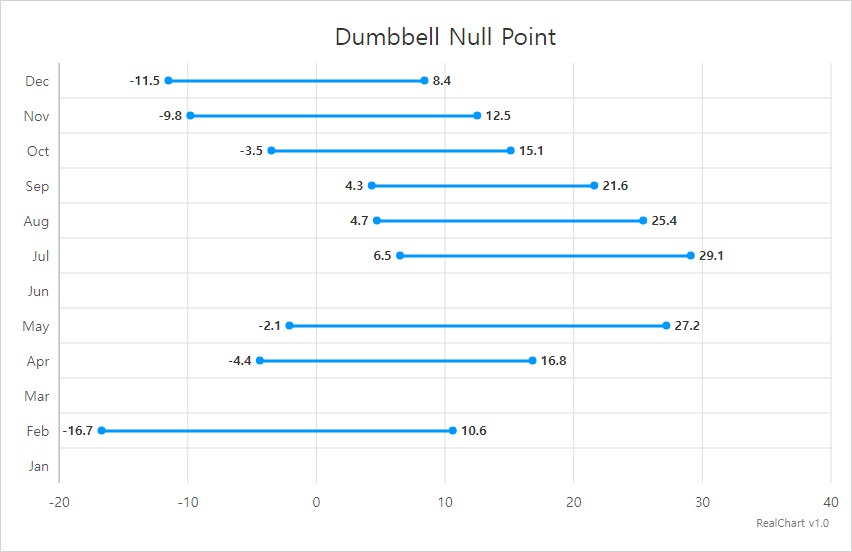 Dumbbell Null Point
Dec -11.5 8.4
Nov -9.8 12.5
Oct -3.5 15.1
Sep 4.3 21.6
Aug 4.7 25.4
Jul 6.5 29.1
Jun
May -2.1 27.2
Apr -4.4 16.8
Mar
Feb -16.7 10.6
Jan
-20 -10 0 10 20 30 40
RealChart v1.0